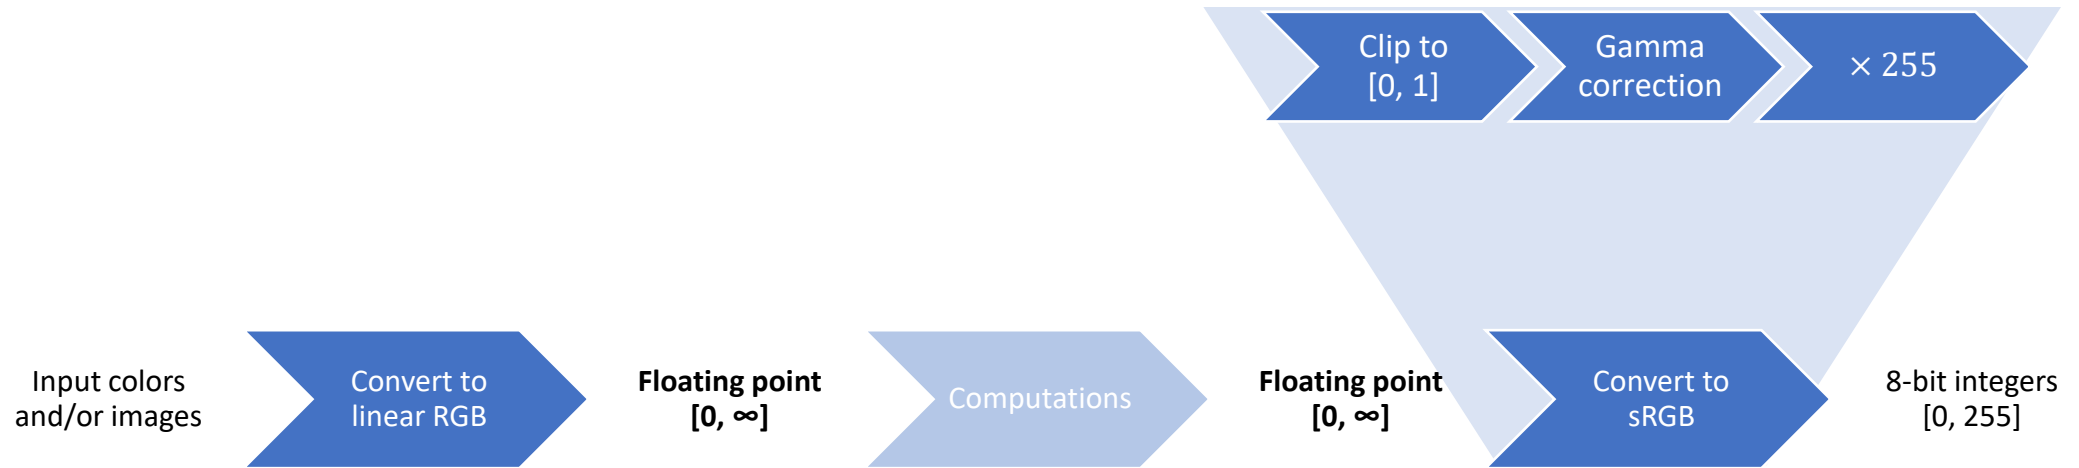 Clip to
[0, 1]
Gamma
correction
× 255
Input colors
and/or images
Convert to
linear RGB
Floating point
[0, ∞]
Computations
Floating point
[0, ∞]
Convert to
sRGB
8-bit integers
[0, 255]